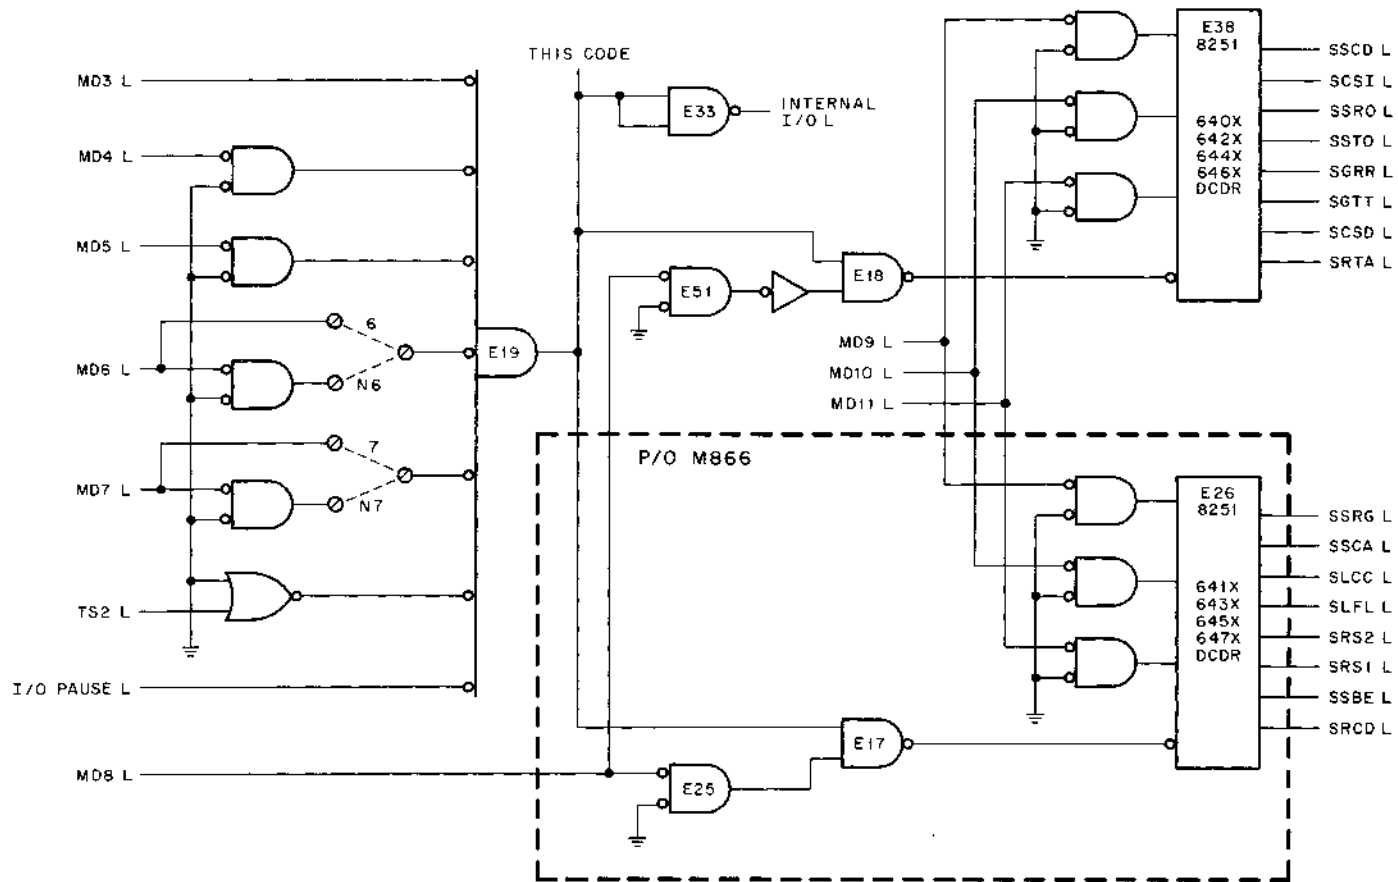 THIS CODE
MD3 L
MD4 L
MD5 L
6
MD6 L
N6
7
MD7 L
N7
TS2 L
I/O PAUSE L
MD8 L
E19
E33
INTERNAL
I/O L
E51
E18
MD9 L
MD10 L
MD11 L
E38
8251
640X
642X
644X
646X
DCDR
SSCD L
SCSI L
SSRO L
SSTO L
SGRR L
SGTT L
SCSD L
SRTA L
P/O M866
E25
E17
E26
8251
641X
643X
645X
647X
DCDR
SSRG L
SSCA L
SLCC L
SLFL L
SRS2 L
SRS1 L
SSBE L
SRCD L